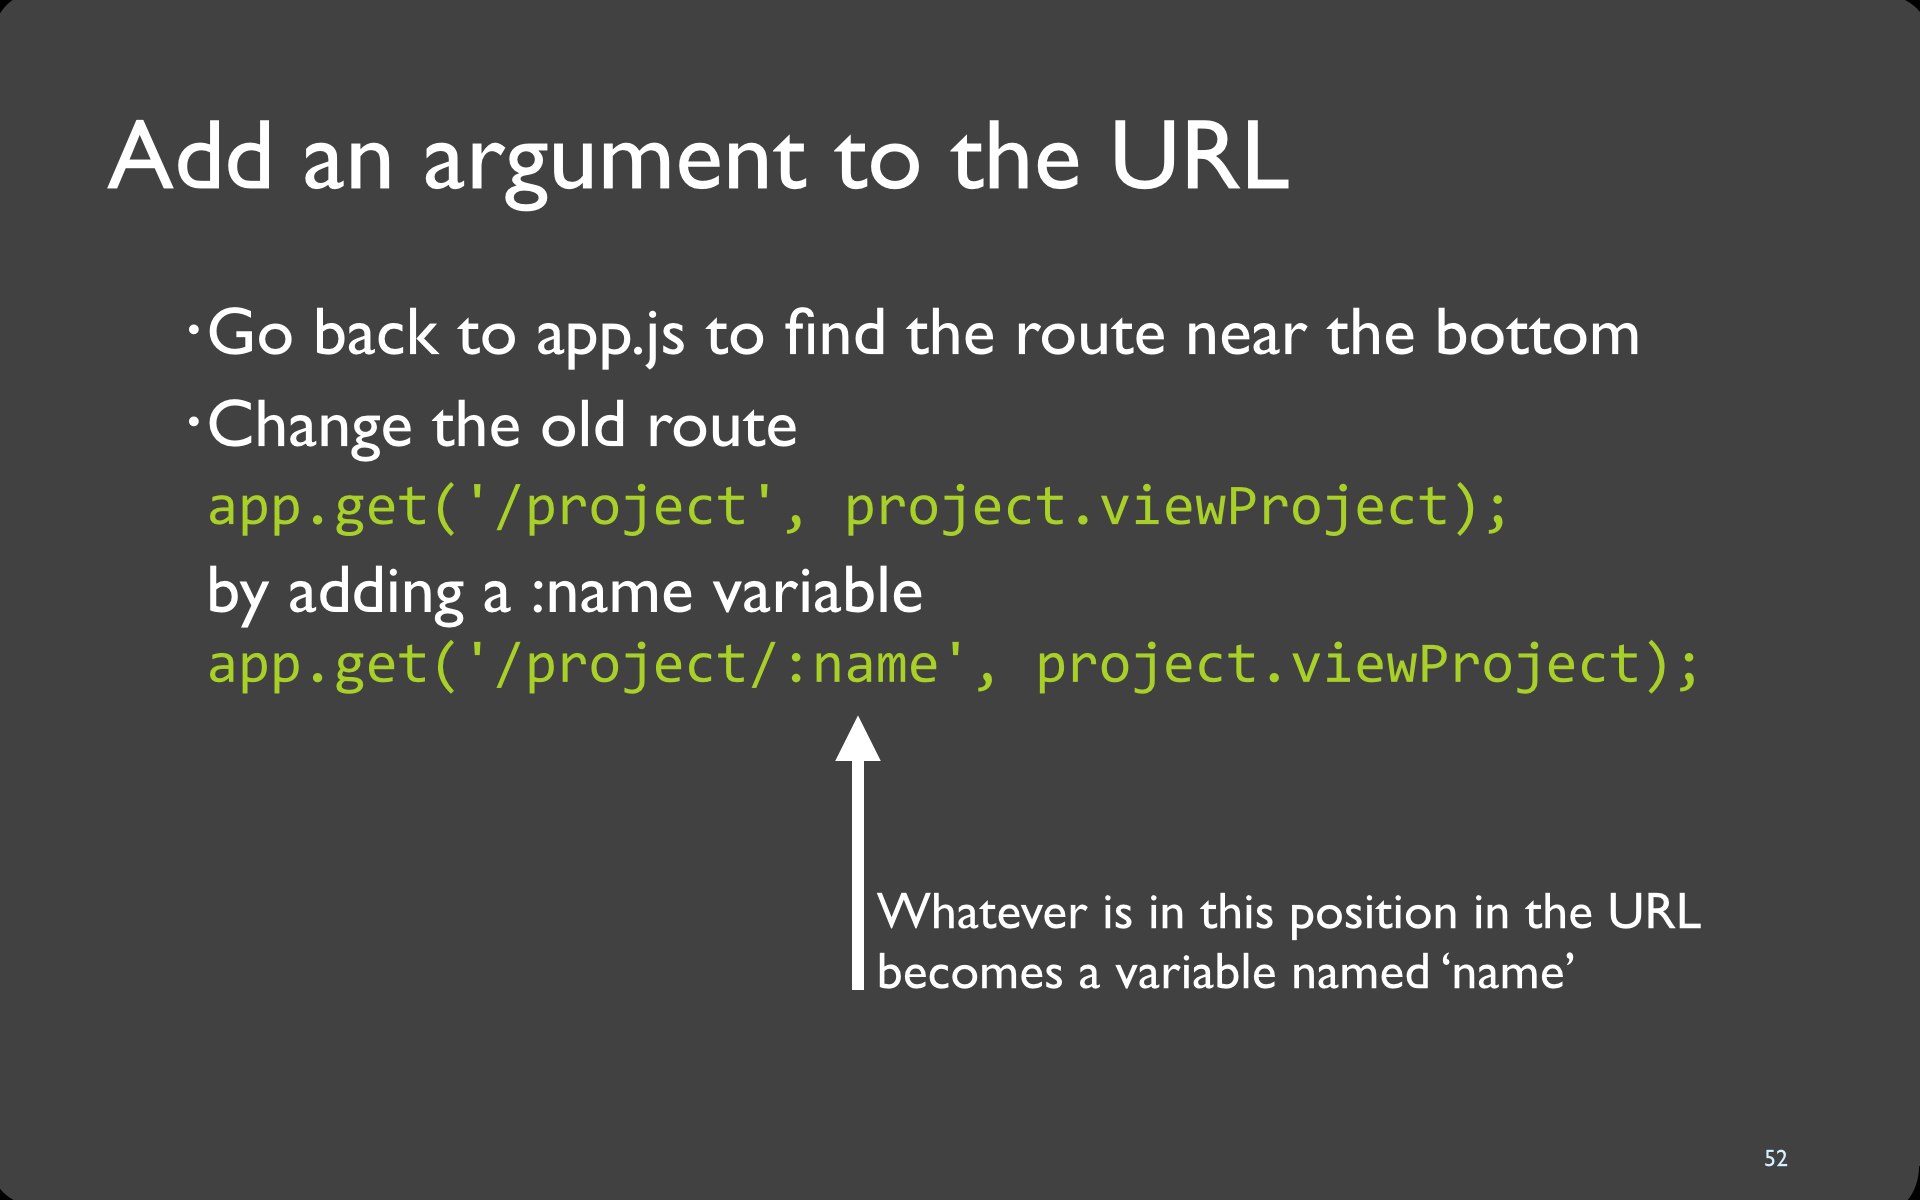 Add an argument to the URL
•Go back to app.js to find the route near the bottom
•Change the old route
app.get('/project', project.viewProject);
by adding a :name variable
app.get('/project/:name', project.viewProject);
Whatever is in this position in the URL
becomes a variable named ‘name’
52